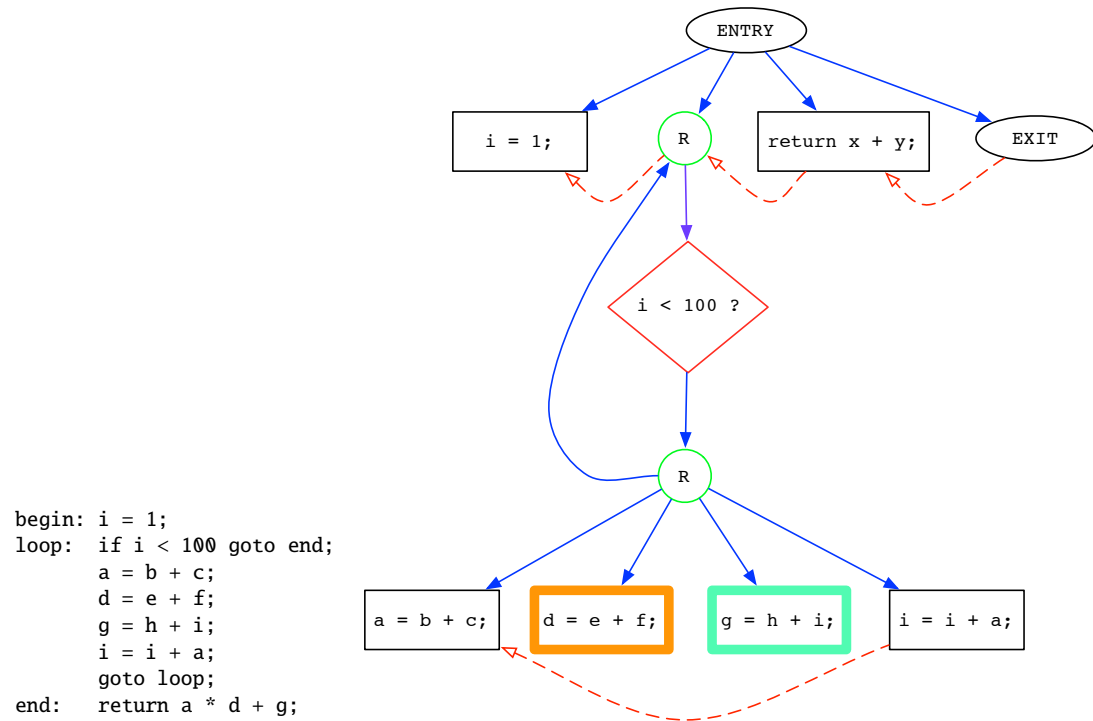 ENTRY
i = 1;
R
return x + y;
EXIT
i < 100 ?
R
a = b + c;
d = e + f;
g = h + i;
i = i + a;
begin: i = 1;
loop: if i < 100 goto end;
a = b + c;
d = e + f;
g = h + i;
i = i + a;
goto loop;
end: return a * d + g;